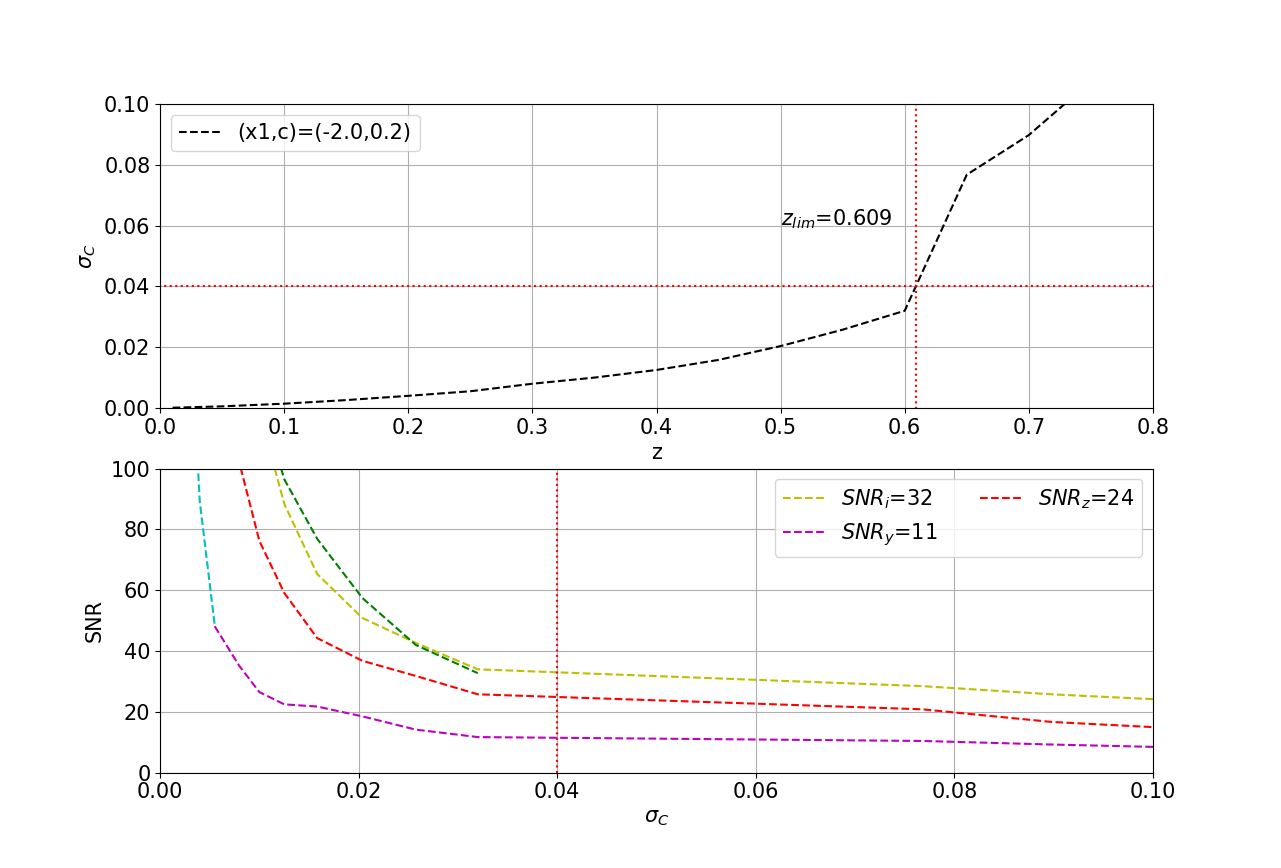 0.10
(x1,c)=(-2.0,0.2)
0.08
0.06
z_lim=0.609
σ_C
0.04
0.02
0.00
0.0 0.1 0.2 0.3 0.4 0.5 0.6 0.7 0.8
z
100
SNR_i=32 SNR_z=24
SNR_y=11
80
60
SNR
40
20
0
0.00 0.02 0.04 0.06 0.08 0.10
σ_C